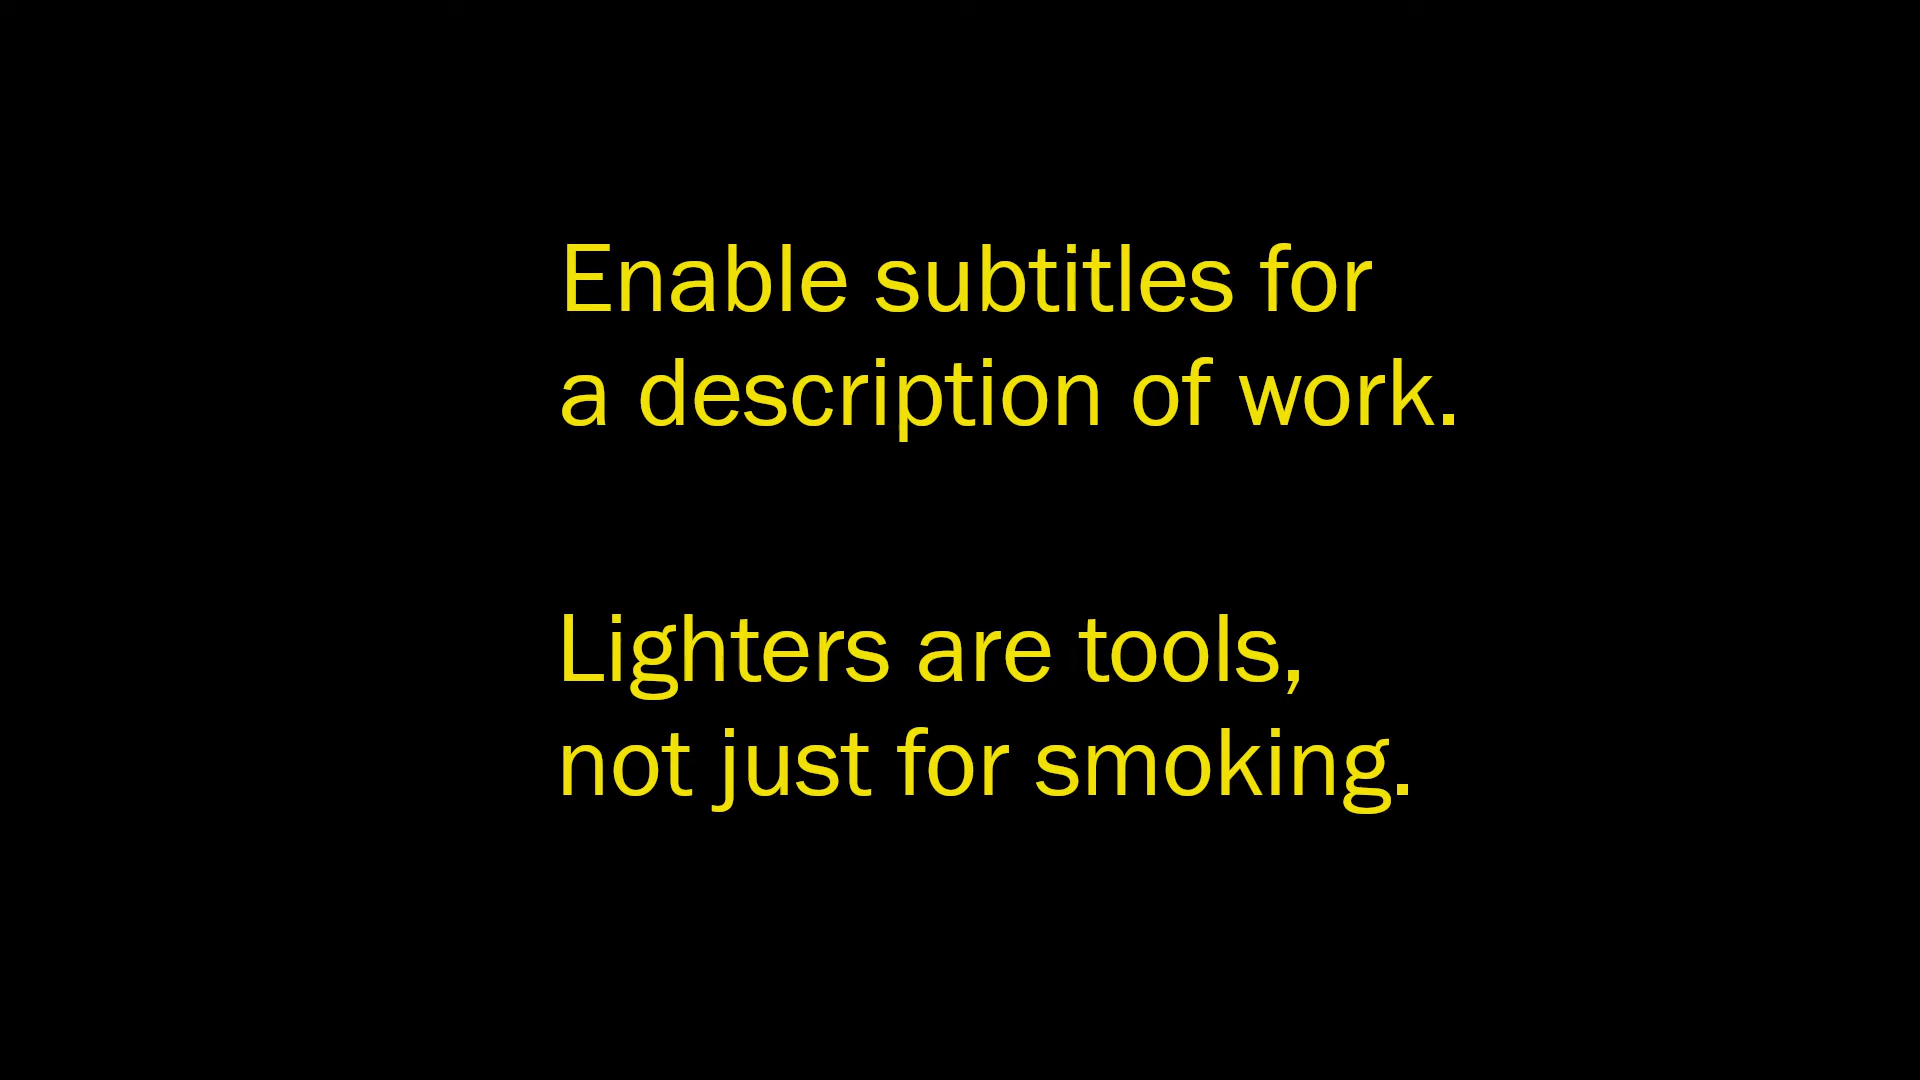 Enable subtitles for
a description of work.
Lighters are tools,
not just for smoking.